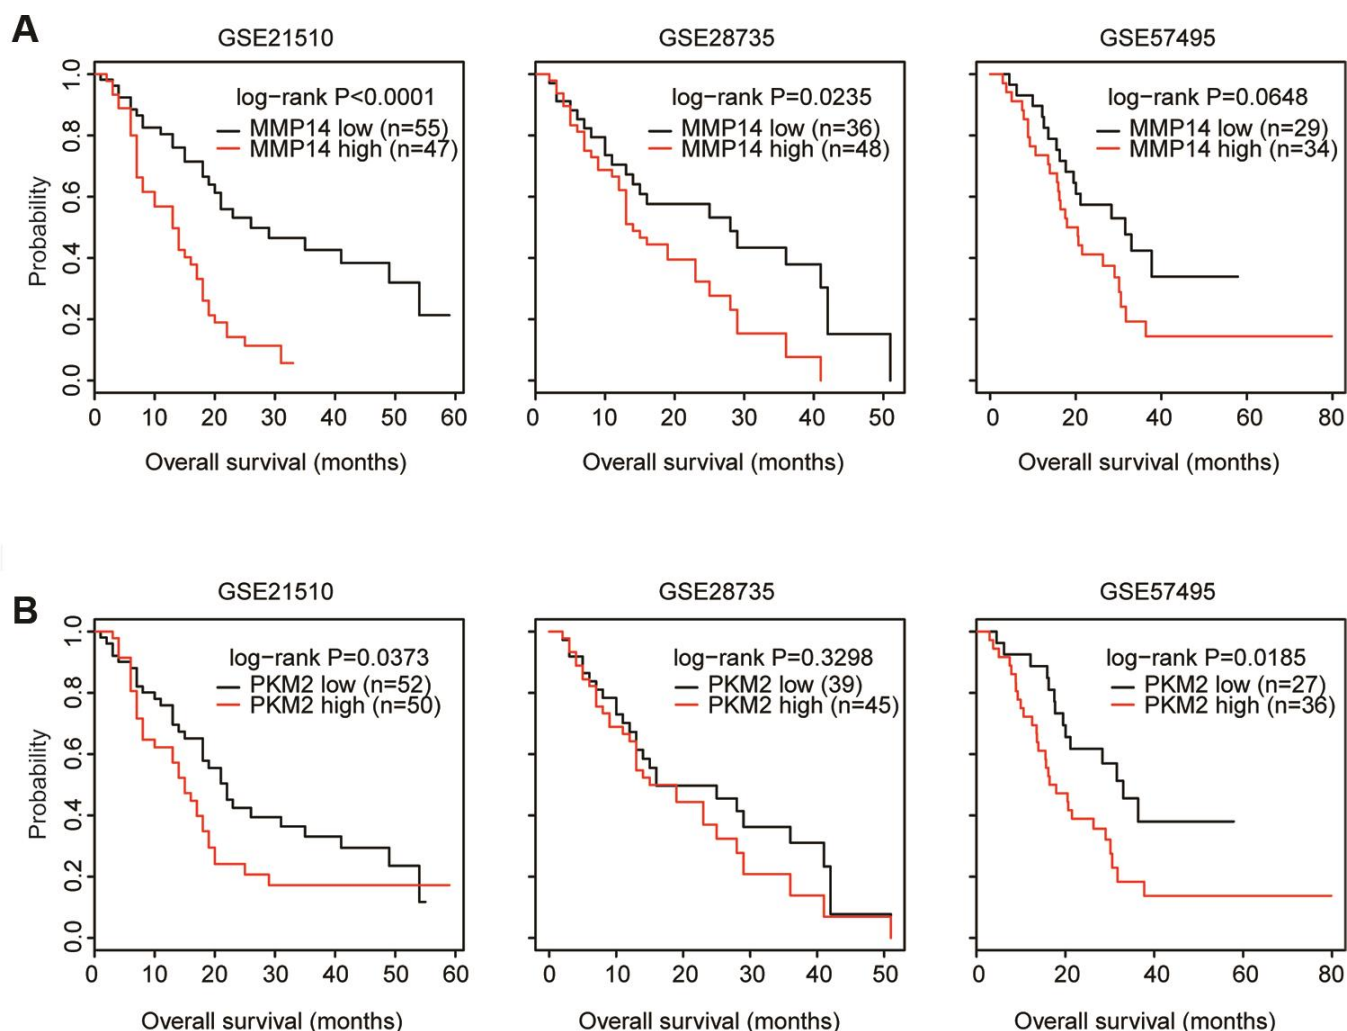 A
GSE21510
GSE28735
GSE57495
Probability
1.0
0.8
0.6
0.4
0.2
0.0
log−rank P<0.0001
MMP14 low (n=55)
MMP14 high (n=47)
log−rank P=0.0235
MMP14 low (n=36)
MMP14 high (n=48)
log−rank P=0.0648
MMP14 low (n=29)
MMP14 high (n=34)
0 10 20 30 40 50 60
0 10 20 30 40 50
0 20 40 60 80
Overall survival (months)
Overall survival (months)
Overall survival (months)
B
GSE21510
GSE28735
GSE57495
Probability
1.0
0.8
0.6
0.4
0.2
0.0
log−rank P=0.0373
PKM2 low (n=52)
PKM2 high (n=50)
log−rank P=0.3298
PKM2 low (39)
PKM2 high (n=45)
log−rank P=0.0185
PKM2 low (n=27)
PKM2 high (n=36)
0 10 20 30 40 50 60
0 10 20 30 40 50
0 20 40 60 80
Overall survival (months)
Overall survival (months)
Overall survival (months)